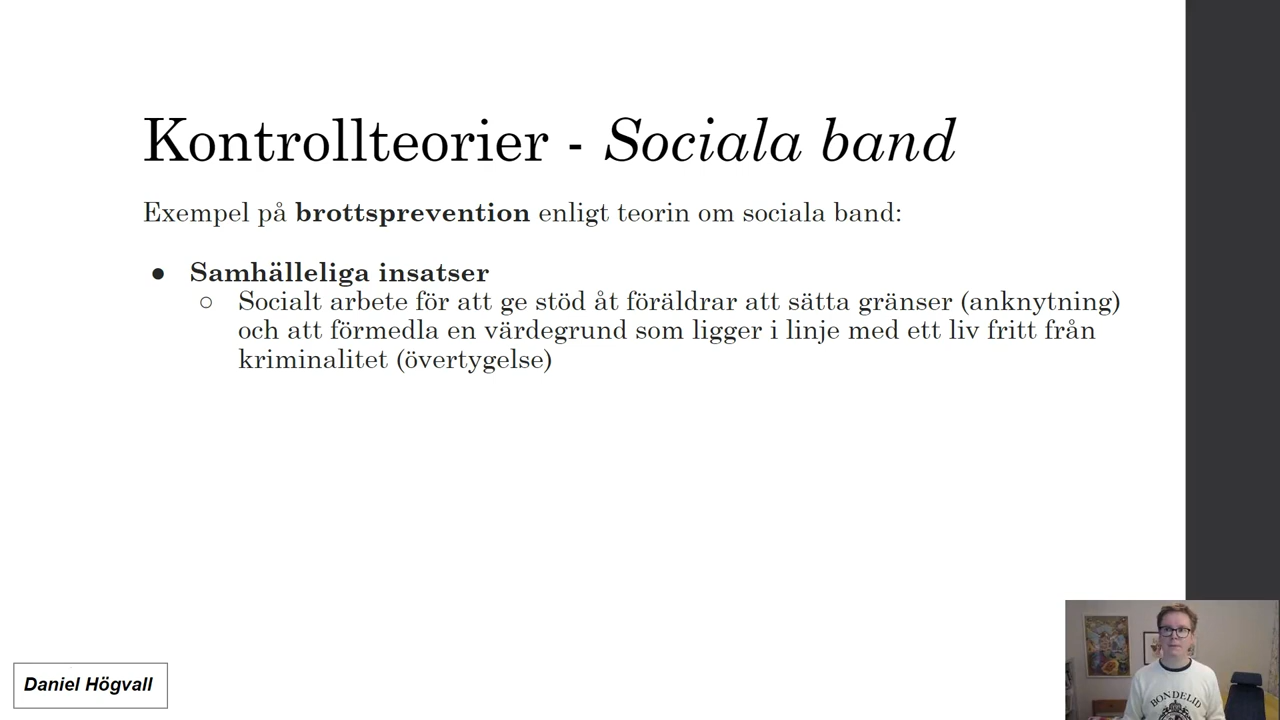 Kontrollteorier - Sociala band
Exempel på brottsprevention enligt teorin om sociala band:
● Samhälleliga insatser
○ Socialt arbete för att ge stöd åt föräldrar att sätta gränser (anknytning)
och att förmedla en värdegrund som ligger i linje med ett liv fritt från
kriminalitet (övertygelse)
Daniel Högvall
BONDELID